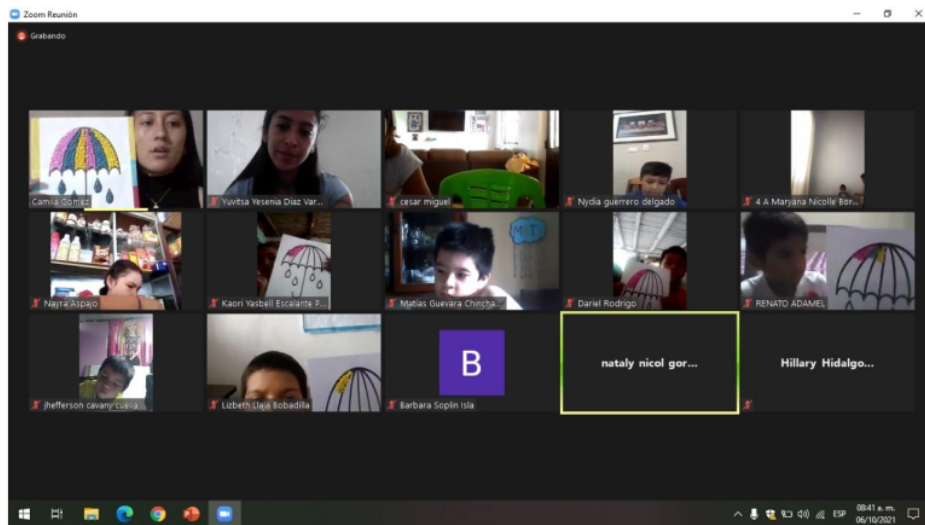 Zoom Reunión
Grabando
Camila Gomez
Yuvitsa Yesenia Diaz Var...
cesar miguel
Nydia guerrero delgado
4 A Maryana Nicolle Bar...
Nayra Aspajo
Kaori Yasbell Escalante P...
Matias Guevara Chincha...
Dariel Rodrigo
RENATO ADAMEL
jhefferson cavany cueva
Lizbeth Llaja Bobadilla
B
Barbara Soplin Isla
nataly nicol gor...
Hillary Hidalgo...
ESP
08:41 a. m.
06/10/2021